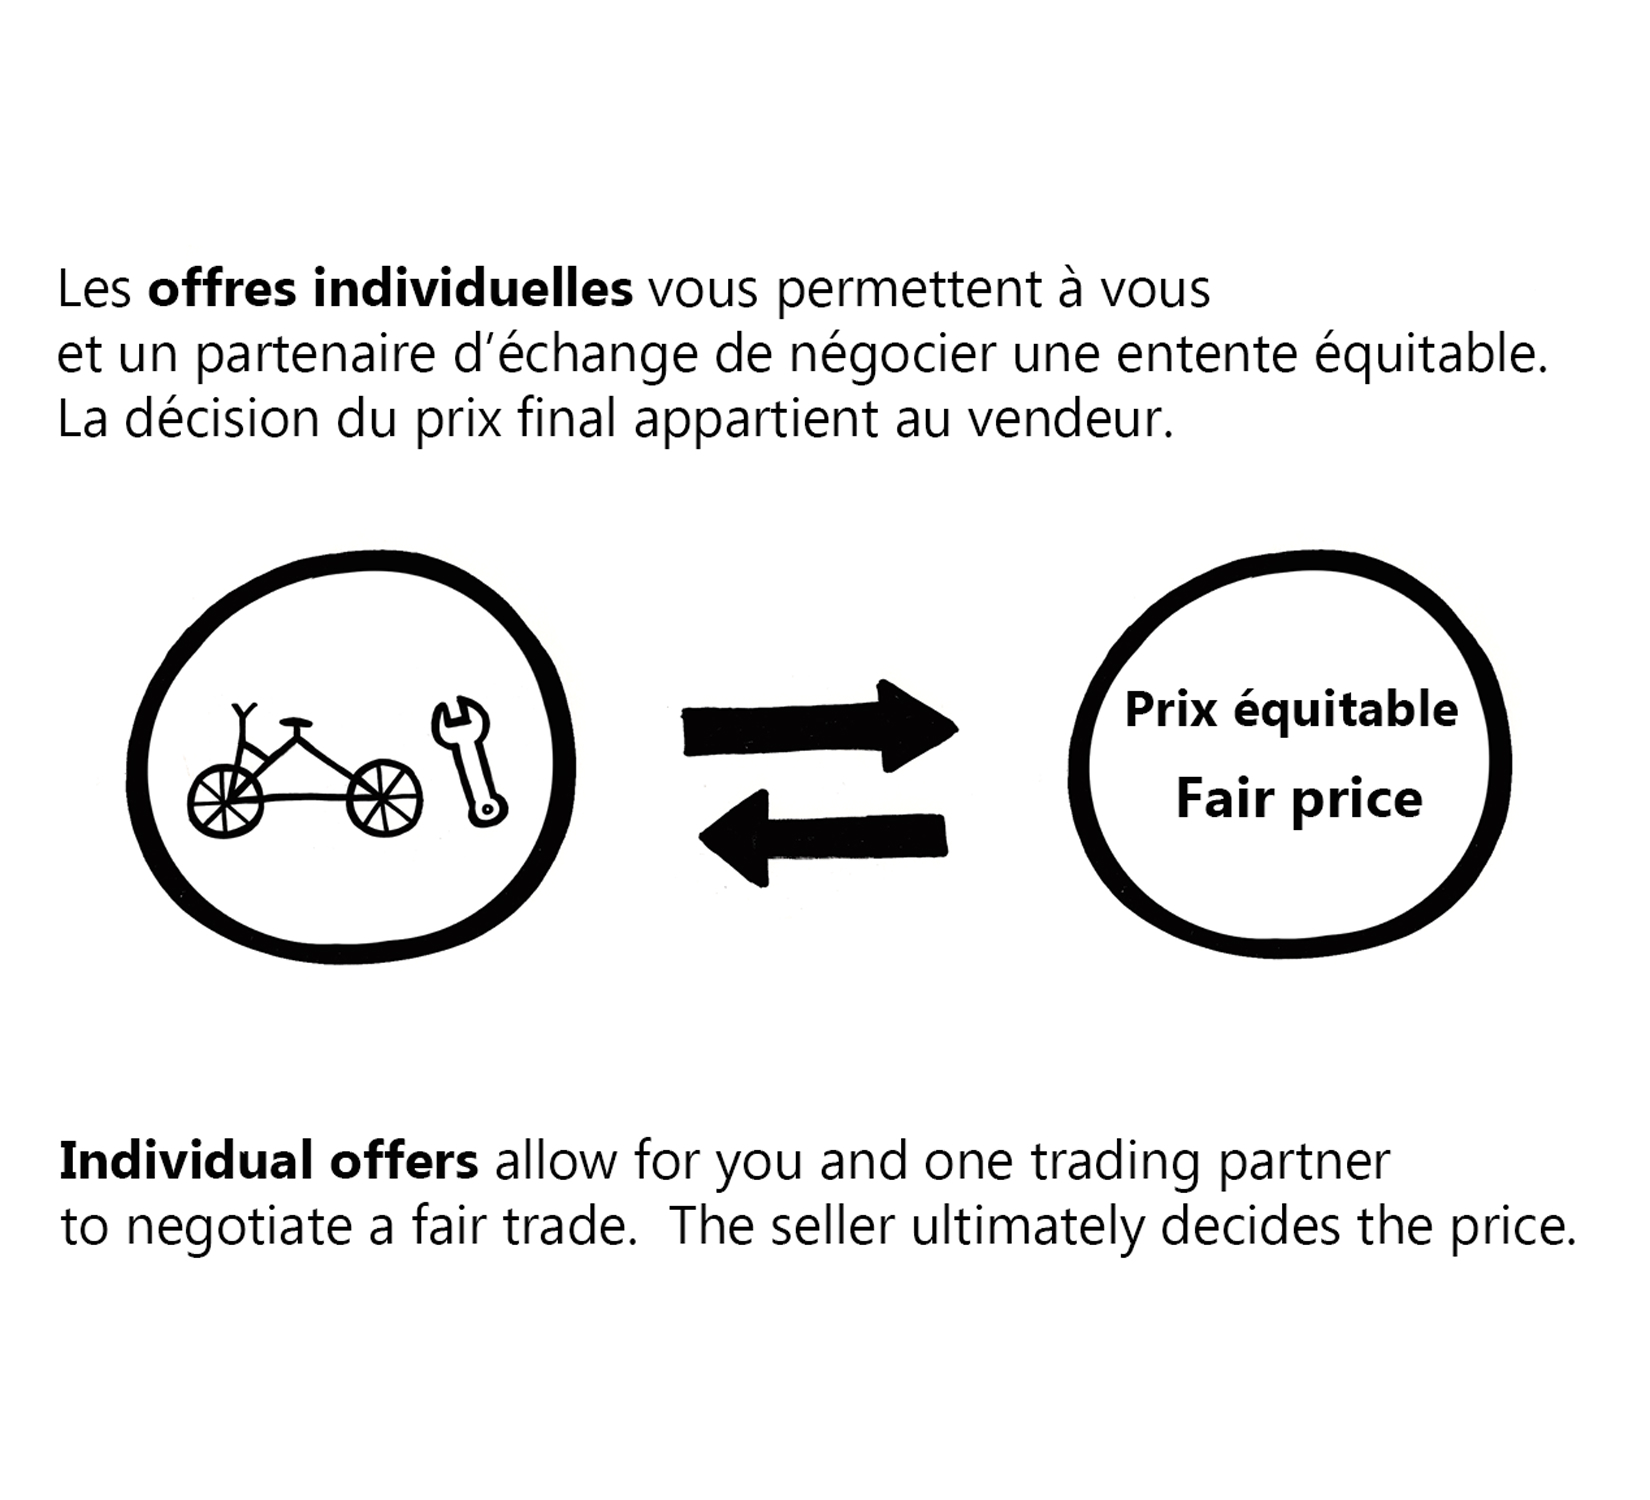 Les offres individuelles vous permettent à vous
et un partenaire d’échange de négocier une entente équitable.
La décision du prix final appartient au vendeur.
Prix équitable
Fair price
Individual offers allow for you and one trading partner
to negotiate a fair trade.  The seller ultimately decides the price.